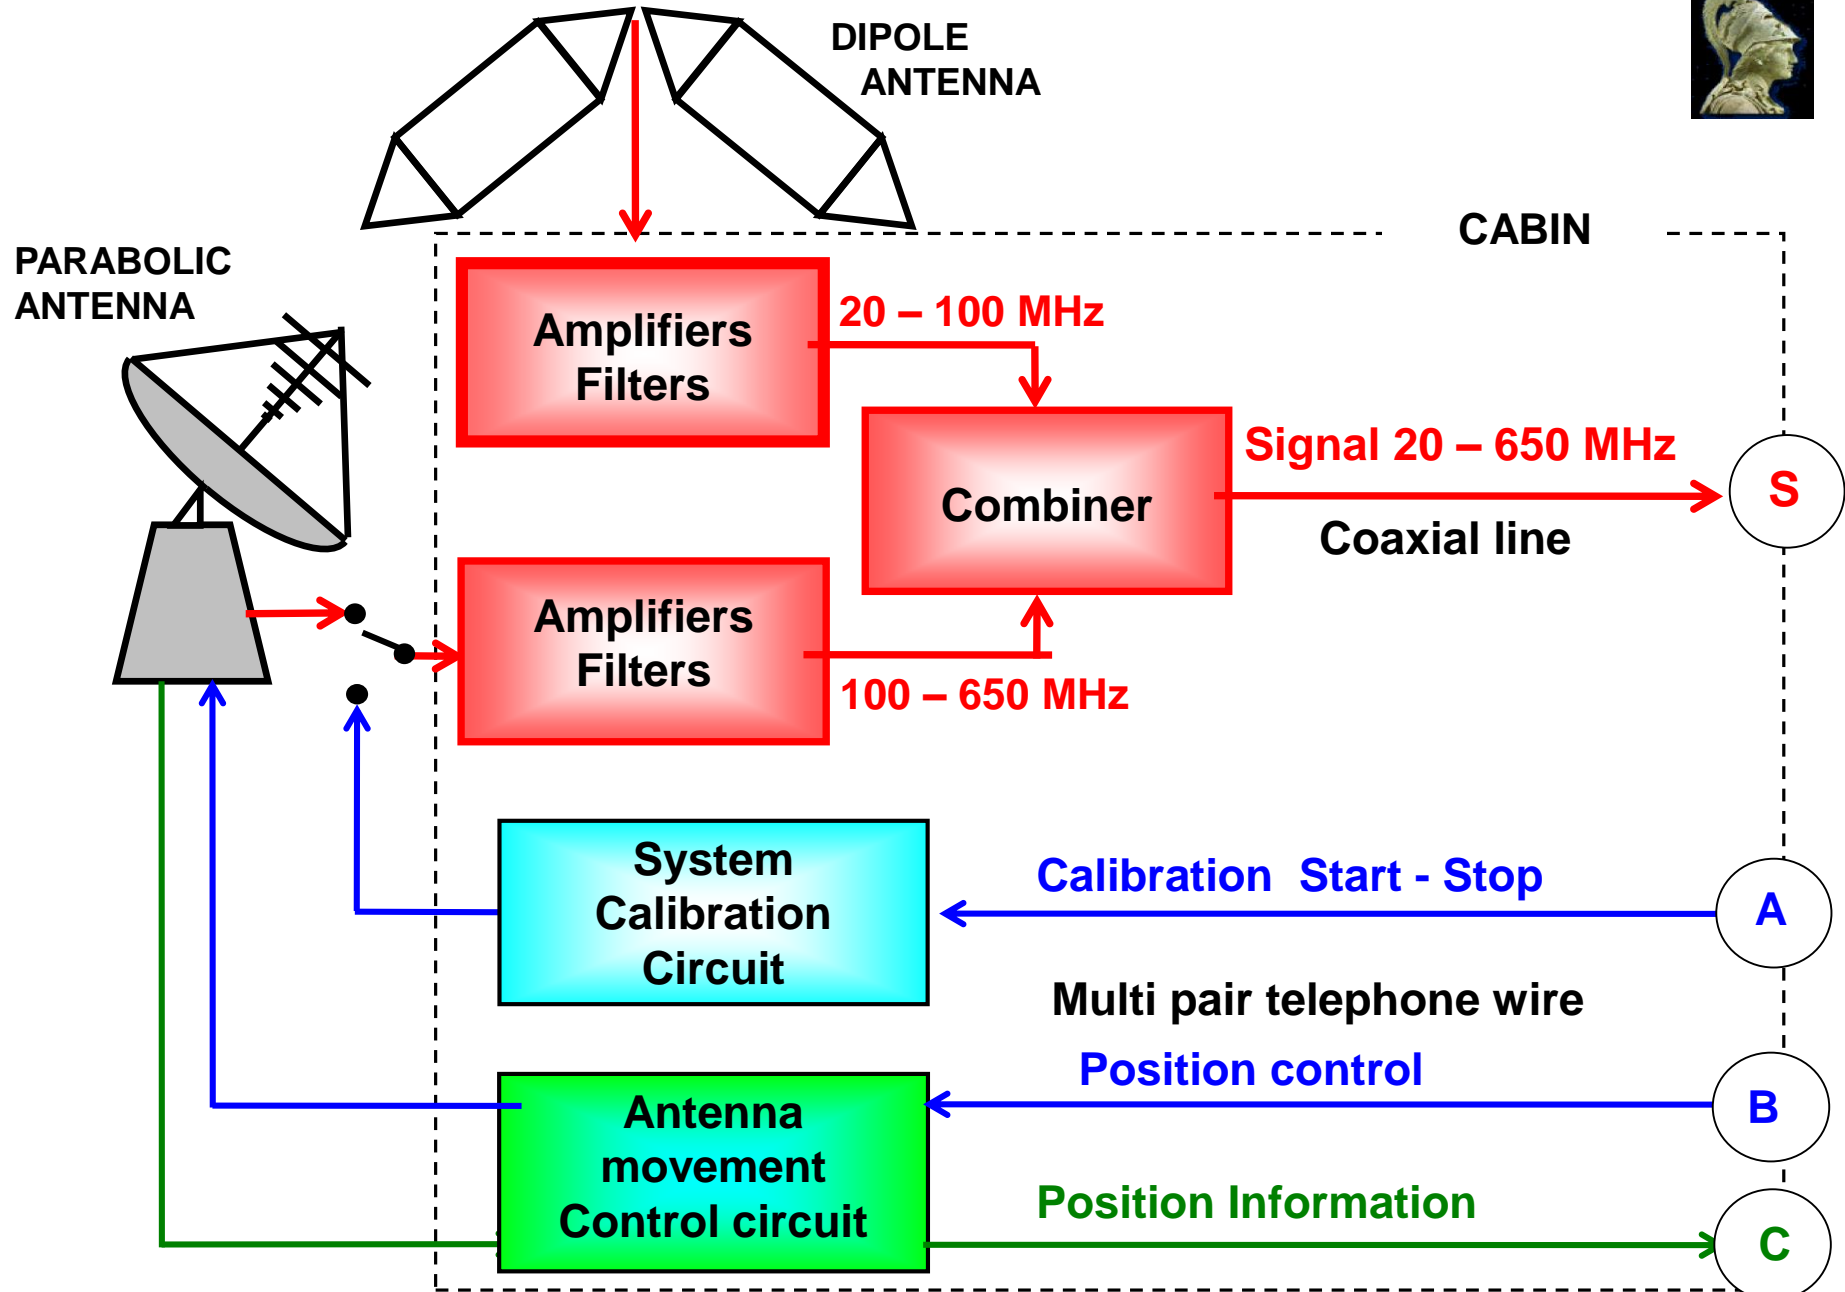 DIPOLE
ANTENNA
CABIN
PARABOLIC
ANTENNA
Amplifiers
Filters
20 – 100 MHz
Combiner
Signal 20 – 650 MHz
S
Coaxial line
Amplifiers
Filters
100 – 650 MHz
System
Calibration
Circuit
Calibration Start - Stop
A
Multi pair telephone wire
Position control
B
Antenna
movement
Control circuit
Position Information
C